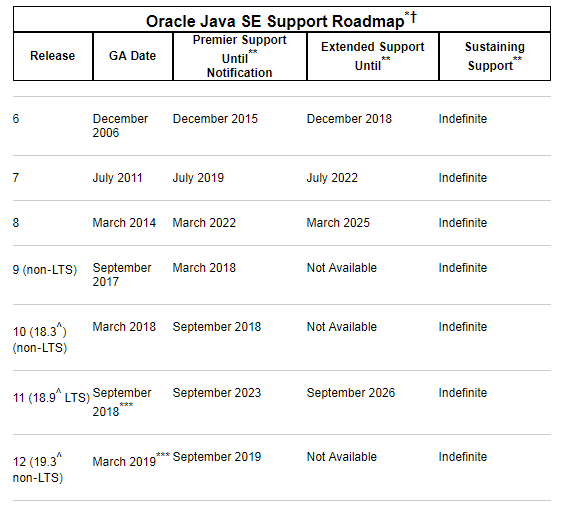 Oracle Java SE Support Roadmap*†
Release
GA Date
Premier Support
Until**
Notification
Extended Support
Until**
Sustaining
Support**
6
December
2006
December 2015
December 2018
Indefinite
7
July 2011
July 2019
July 2022
Indefinite
8
March 2014
March 2022
March 2025
Indefinite
9 (non-LTS)
September
2017
March 2018
Not Available
Indefinite
10 (18.3^)
(non-LTS)
March 2018
September 2018
Not Available
Indefinite
11 (18.9^ LTS)
September
2018***
September 2023
September 2026
Indefinite
12 (19.3^
non-LTS)
March 2019***
September 2019
Not Available
Indefinite